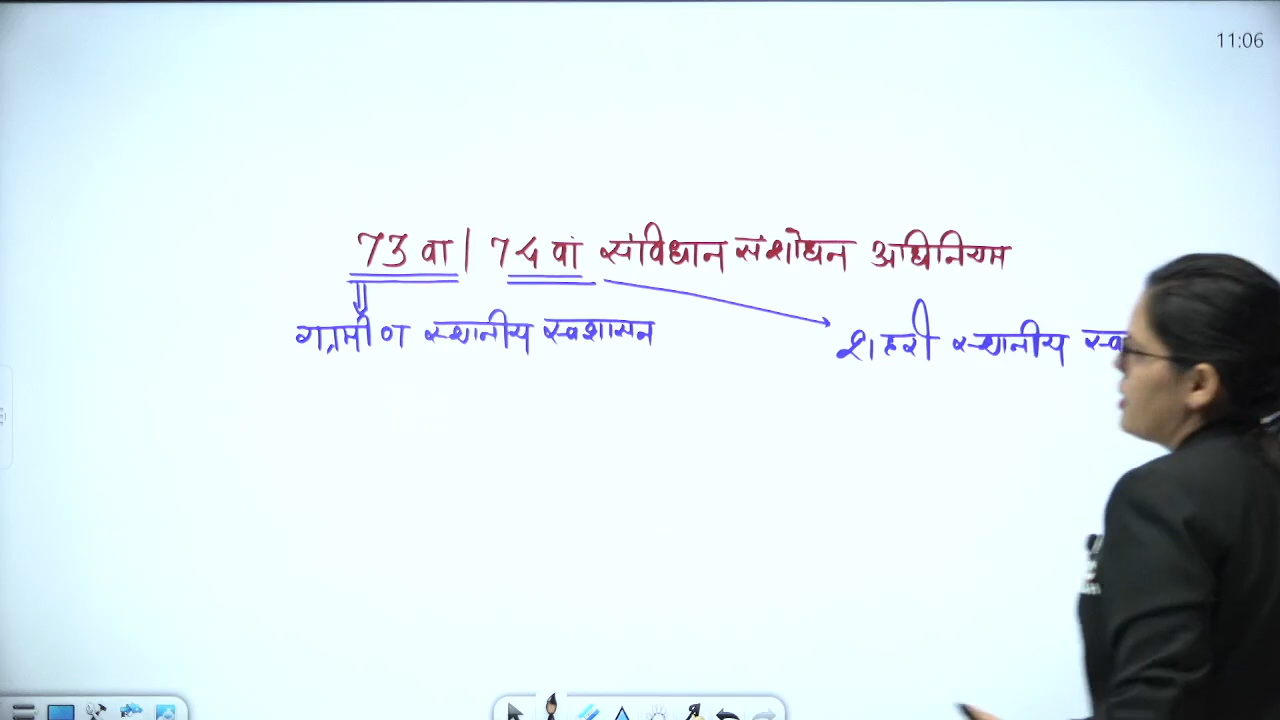 11:06
73 वा | 74 वां संविधान संशोधन अधिनियम
ग्रामीण स्थानीय स्वशासन
शहरी स्थानीय स्व